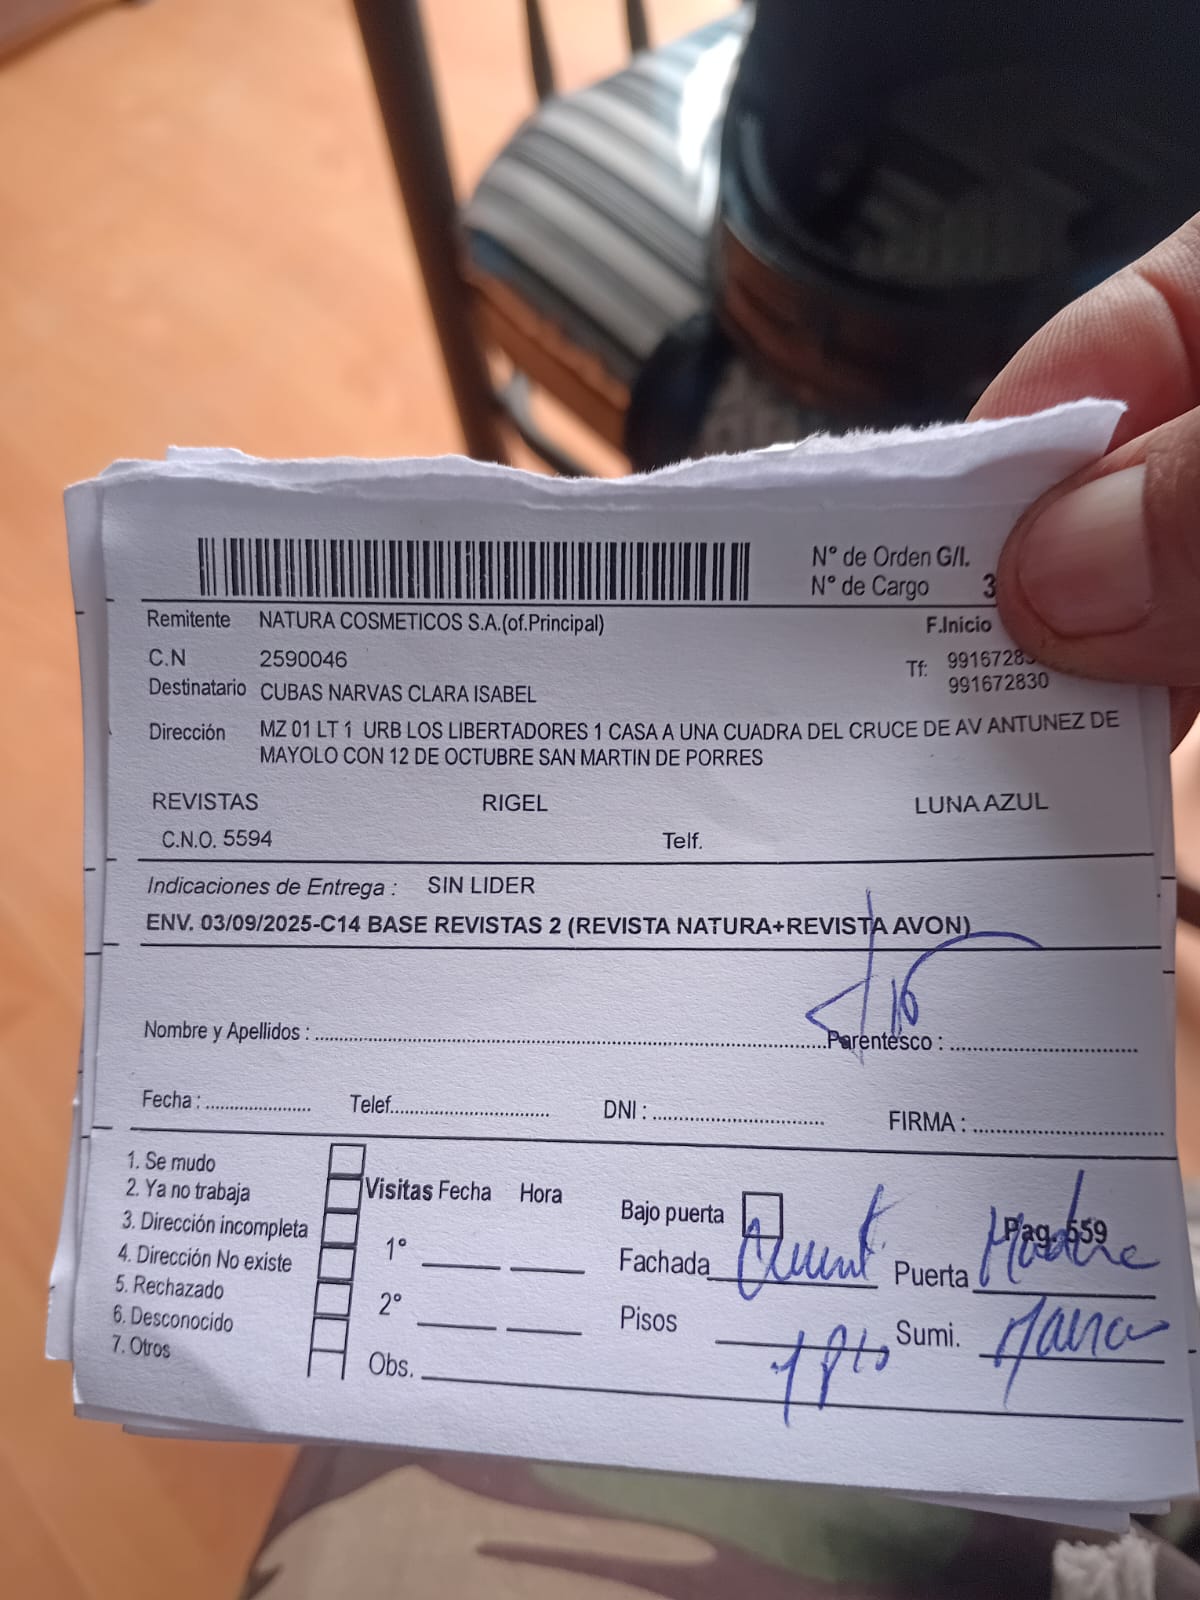 N° de Orden G/I.
N° de Cargo 3
Remitente NATURA COSMETICOS S.A.(of.Principal)
F.Inicio
C.N 2590046
Tf: 99167283
991672830
Destinatario CUBAS NARVAS CLARA ISABEL
Dirección MZ 01 LT 1 URB LOS LIBERTADORES 1 CASA A UNA CUADRA DEL CRUCE DE AV ANTUNEZ DE
MAYOLO CON 12 DE OCTUBRE SAN MARTIN DE PORRES
REVISTAS RIGEL LUNA AZUL
C.N.O. 5594 Telf.
Indicaciones de Entrega : SIN LIDER
ENV. 03/09/2025-C14 BASE REVISTAS 2 (REVISTA NATURA+REVISTA AVON)
Nombre y Apellidos : Parentesco :
Fecha : Telef. DNI : FIRMA :
1. Se mudo
2. Ya no trabaja
3. Dirección incompleta
4. Dirección No existe
5. Rechazado
6. Desconocido
7. Otros
Visitas Fecha Hora
1°
2°
Obs.
Bajo puerta
Pag. 559
Fachada Puerta Madre
Pisos 1 Pto Sumi.